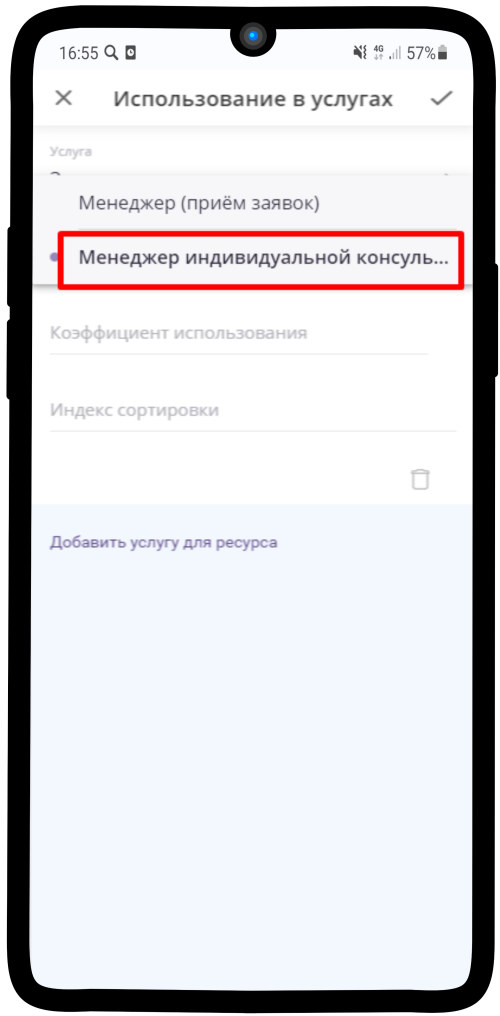 16:55
4G
57%
Использование в услугах
Услуга
Менеджер (приём заявок)
Менеджер индивидуальной консуль...
Коэффициент использования
Индекс сортировки
Добавить услугу для ресурса